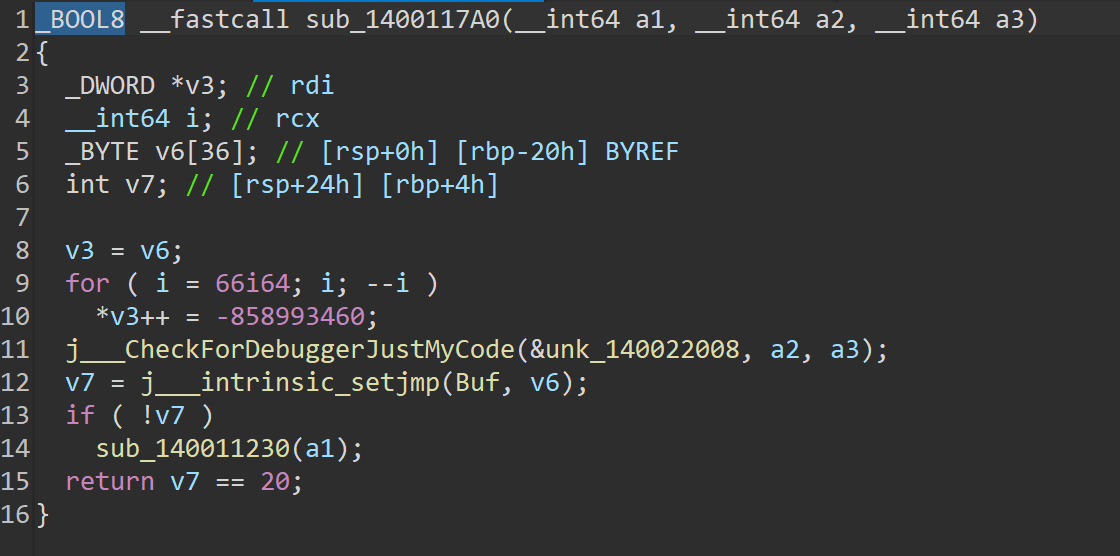 1 _BOOL8 __fastcall sub_1400117A0(__int64 a1, __int64 a2, __int64 a3)
2 {
3   _DWORD *v3; // rdi
4   __int64 i; // rcx
5   _BYTE v6[36]; // [rsp+0h] [rbp-20h] BYREF
6   int v7; // [rsp+24h] [rbp+4h]
7
8   v3 = v6;
9   for ( i = 66i64; i; --i )
10     *v3++ = -858993460;
11   j___CheckForDebuggerJustMyCode(&unk_140022008, a2, a3);
12   v7 = j___intrinsic_setjmp(Buf, v6);
13   if ( !v7 )
14     sub_140011230(a1);
15   return v7 == 20;
16 }